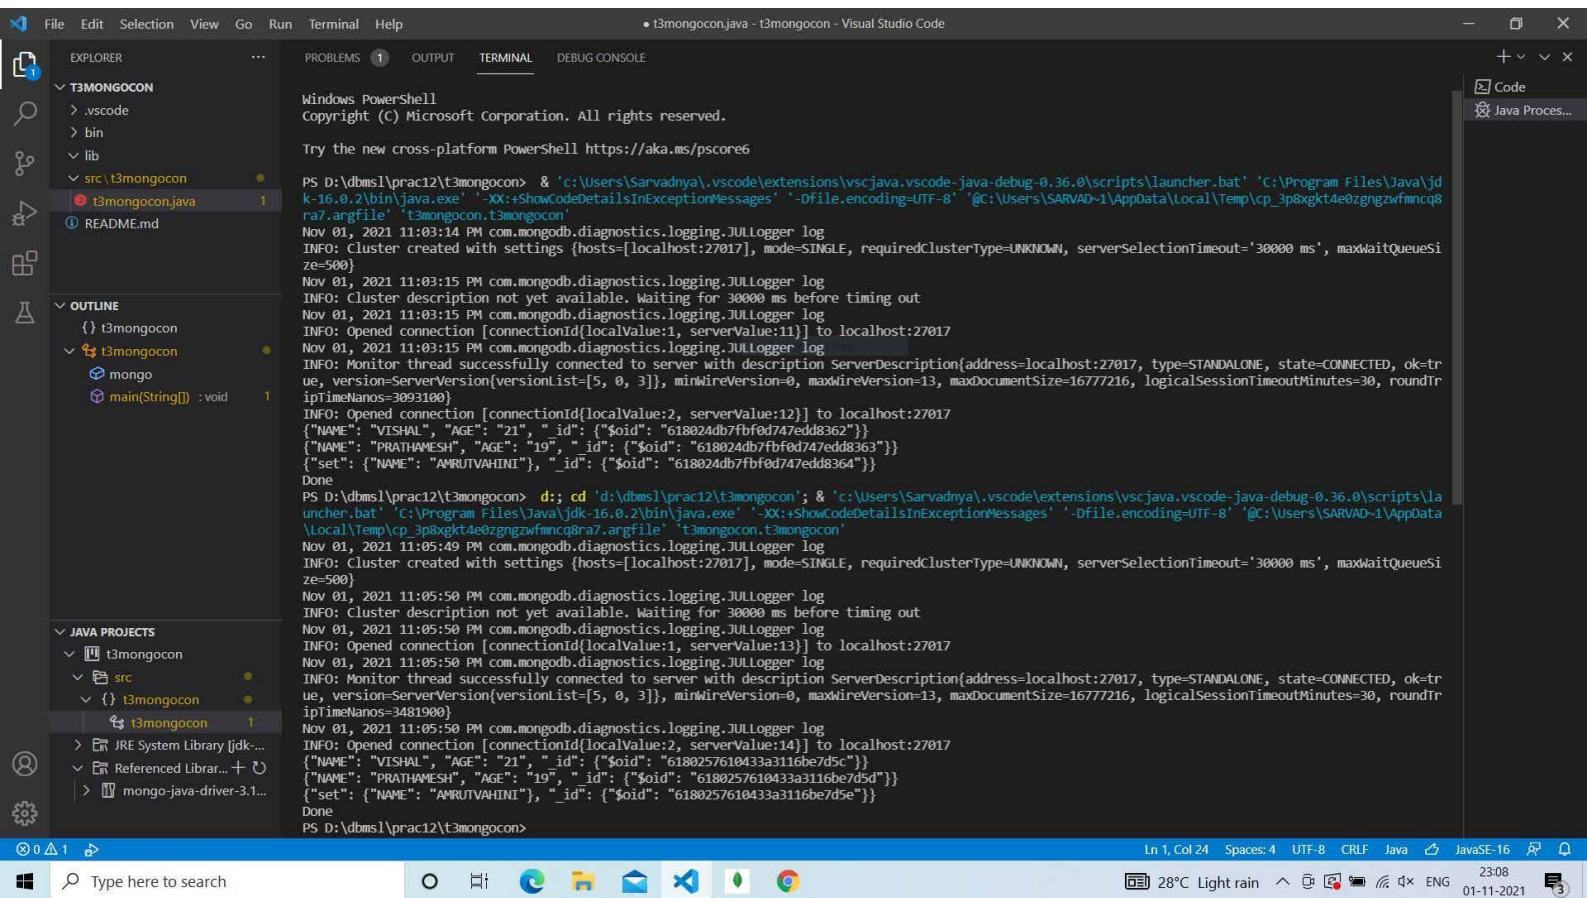 File Edit Selection View Go Run Terminal Help
● t3mongocon.java - t3mongocon - Visual Studio Code
EXPLORER
T3MONGOCON
.vscode
bin
lib
src\t3mongocon
t3mongocon.java 1
README.md
OUTLINE
{} t3mongocon
t3mongocon
mongo
main(String[]) : void 1
JAVA PROJECTS
t3mongocon
src
{} t3mongocon
t3mongocon 1
JRE System Library [jdk-...
Referenced Librar...
mongo-java-driver-3.1...
PROBLEMS 1 OUTPUT TERMINAL DEBUG CONSOLE
Windows PowerShell
Copyright (C) Microsoft Corporation. All rights reserved.
Try the new cross-platform PowerShell https://aka.ms/pscore6
PS D:\dbmsl\prac12\t3mongocon> & 'c:\Users\Sarvadnya\.vscode\extensions\vscjava.vscode-java-debug-0.36.0\scripts\launcher.bat' 'C:\Program Files\Java\jd
k-16.0.2\bin\java.exe' '-XX:+ShowCodeDetailsInExceptionMessages' '-Dfile.encoding=UTF-8' '@C:\Users\SARVAD~1\AppData\Local\Temp\cp_3p8xgkt4e0zgngzwfmncq8
ra7.argfile' 't3mongocon.t3mongocon'
Nov 01, 2021 11:03:14 PM com.mongodb.diagnostics.logging.JULLogger log
INFO: Cluster created with settings {hosts=[localhost:27017], mode=SINGLE, requiredClusterType=UNKNOWN, serverSelectionTimeout='30000 ms', maxWaitQueueSi
ze=500}
Nov 01, 2021 11:03:15 PM com.mongodb.diagnostics.logging.JULLogger log
INFO: Cluster description not yet available. Waiting for 30000 ms before timing out
Nov 01, 2021 11:03:15 PM com.mongodb.diagnostics.logging.JULLogger log
INFO: Opened connection [connectionId{localValue:1, serverValue:11}] to localhost:27017
Nov 01, 2021 11:03:15 PM com.mongodb.diagnostics.logging.JULLogger log
INFO: Monitor thread successfully connected to server with description ServerDescription{address=localhost:27017, type=STANDALONE, state=CONNECTED, ok=tr
ue, version=ServerVersion{versionList=[5, 0, 3]}, minWireVersion=0, maxWireVersion=13, maxDocumentSize=16777216, logicalSessionTimeoutMinutes=30, roundTr
ipTimeNanos=3093100}
INFO: Opened connection [connectionId{localValue:2, serverValue:12}] to localhost:27017
{"NAME": "VISHAL", "AGE": "21", "_id": {"$oid": "618024db7fbf0d747edd8362"}}
{"NAME": "PRATHAMESH", "AGE": "19", "_id": {"$oid": "618024db7fbf0d747edd8363"}}
{"set": {"NAME": "AMRUTVAHINI"}, "_id": {"$oid": "618024db7fbf0d747edd8364"}}
Done
PS D:\dbmsl\prac12\t3mongocon> d:; cd 'd:\dbmsl\prac12\t3mongocon'; & 'c:\Users\Sarvadnya\.vscode\extensions\vscjava.vscode-java-debug-0.36.0\scripts\la
uncher.bat' 'C:\Program Files\Java\jdk-16.0.2\bin\java.exe' '-XX:+ShowCodeDetailsInExceptionMessages' '-Dfile.encoding=UTF-8' '@C:\Users\SARVAD~1\AppData
\Local\Temp\cp_3p8xgkt4e0zgngzwfmncq8ra7.argfile' 't3mongocon.t3mongocon'
Nov 01, 2021 11:05:49 PM com.mongodb.diagnostics.logging.JULLogger log
INFO: Cluster created with settings {hosts=[localhost:27017], mode=SINGLE, requiredClusterType=UNKNOWN, serverSelectionTimeout='30000 ms', maxWaitQueueSi
ze=500}
Nov 01, 2021 11:05:50 PM com.mongodb.diagnostics.logging.JULLogger log
INFO: Cluster description not yet available. Waiting for 30000 ms before timing out
Nov 01, 2021 11:05:50 PM com.mongodb.diagnostics.logging.JULLogger log
INFO: Opened connection [connectionId{localValue:1, serverValue:13}] to localhost:27017
Nov 01, 2021 11:05:50 PM com.mongodb.diagnostics.logging.JULLogger log
INFO: Monitor thread successfully connected to server with description ServerDescription{address=localhost:27017, type=STANDALONE, state=CONNECTED, ok=tr
ue, version=ServerVersion{versionList=[5, 0, 3]}, minWireVersion=0, maxWireVersion=13, maxDocumentSize=16777216, logicalSessionTimeoutMinutes=30, roundTr
ipTimeNanos=3481900}
Nov 01, 2021 11:05:50 PM com.mongodb.diagnostics.logging.JULLogger log
INFO: Opened connection [connectionId{localValue:2, serverValue:14}] to localhost:27017
{"NAME": "VISHAL", "AGE": "21", "_id": {"$oid": "6180257610433a3116be7d5c"}}
{"NAME": "PRATHAMESH", "AGE": "19", "_id": {"$oid": "6180257610433a3116be7d5d"}}
{"set": {"NAME": "AMRUTVAHINI"}, "_id": {"$oid": "6180257610433a3116be7d5e"}}
Done
PS D:\dbmsl\prac12\t3mongocon>
Code
Java Proces...
0 1
Ln 1, Col 24 Spaces: 4 UTF-8 CRLF Java JavaSE-16
Type here to search
28°C Light rain
ENG
23:08
01-11-2021
3